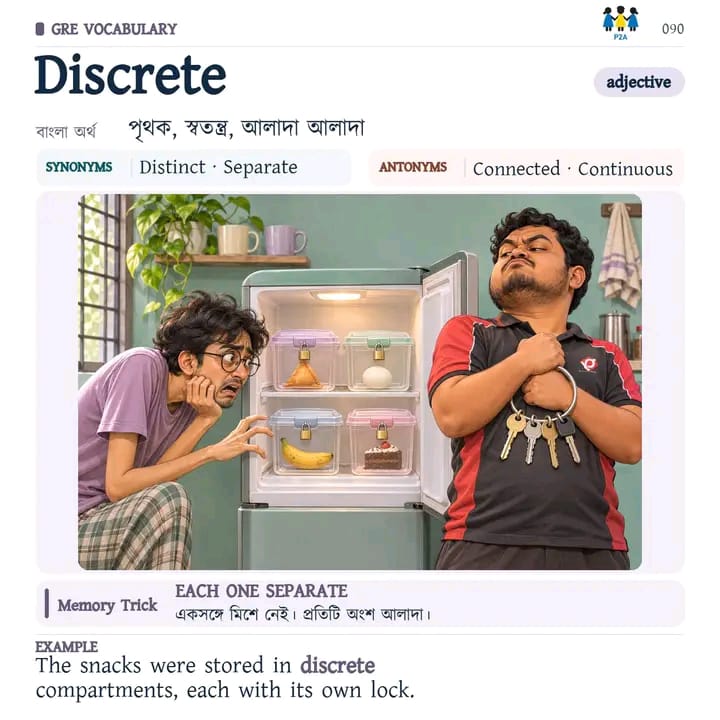 GRE VOCABULARY
P2A
090
Discrete
adjective
বাংলা অর্থ পৃথক, স্বতন্ত্র, আলাদা আলাদা
SYNONYMS Distinct · Separate
ANTONYMS Connected · Continuous
Memory Trick
EACH ONE SEPARATE
একসঙ্গে মিশে নেই। প্রতিটি অংশ আলাদা।
EXAMPLE
The snacks were stored in discrete
compartments, each with its own lock.